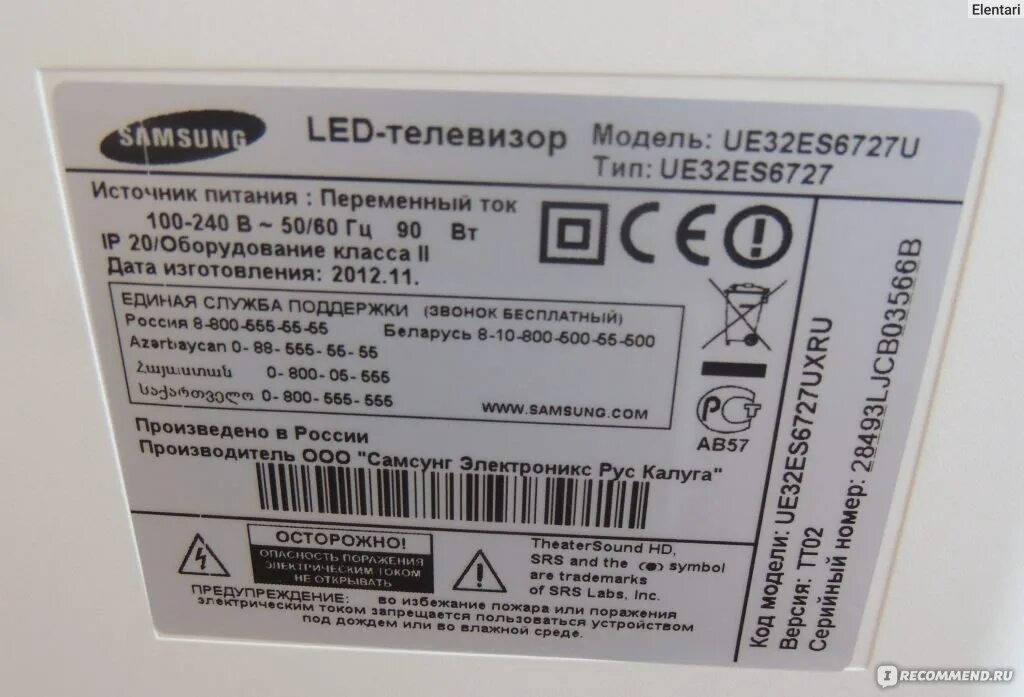 Elentari
SAMSUNG
LED-телевизор
Модель: UE32ES6727U
Тип: UE32ES6727
Источник питания : Переменный ток
100-240 В ~ 50/60 Гц 90 Вт
IP 20/Оборудование класса II
Дата изготовления: 2012.11.
ЕДИНАЯ СЛУЖБА ПОДДЕРЖКИ (ЗВОНОК БЕСПЛАТНЫЙ)
Россия 8-800-555-55-55 Беларусь 8-10-800-500-55-500
Azərbaycan 0-88-555-55-55
Հայաստան 0-800-05-555
საქართველო 0-800-555-555
WWW.SAMSUNG.COM
CE
РСТ
АВ57
Произведено в России
Производитель ООО "Самсунг Электроникс Рус Калуга"
ОСТОРОЖНО!
ОПАСНОСТЬ ПОРАЖЕНИЯ
ЭЛЕКТРИЧЕСКИМ ТОКОМ
НЕ ОТКРЫВАТЬ
TheaterSound HD,
SRS and the symbol
are trademarks
of SRS Labs, Inc.
ПРЕДУПРЕЖДЕНИЕ: во избежание пожара или поражения
электрическим током запрещается пользоваться устройством
под дождем или во влажной среде.
Код модели: UE32ES6727UXRU
Версия: TT02
Серийный номер: 28493LJCB03566B
IRECOMMEND.RU